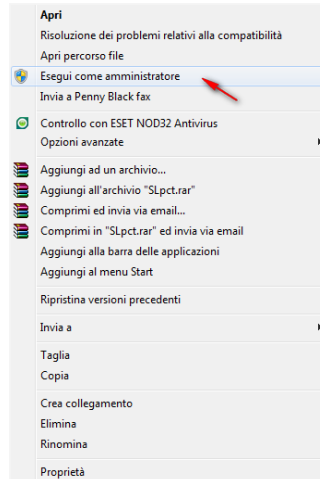 Apri
Risoluzione dei problemi relativi alla compatibilità
Apri percorso file
Esegui come amministratore
Invia a Penny Black fax
Controllo con ESET NOD32 Antivirus
Opzioni avanzate
Aggiungi ad un archivio...
Aggiungi all'archivio "SLpct.rar"
Comprimi ed invia via email...
Comprimi in "SLpct.rar" ed invia via email
Aggiungi alla barra delle applicazioni
Aggiungi al menu Start
Ripristina versioni precedenti
Invia a
Taglia
Copia
Crea collegamento
Elimina
Rinomina
Proprietà